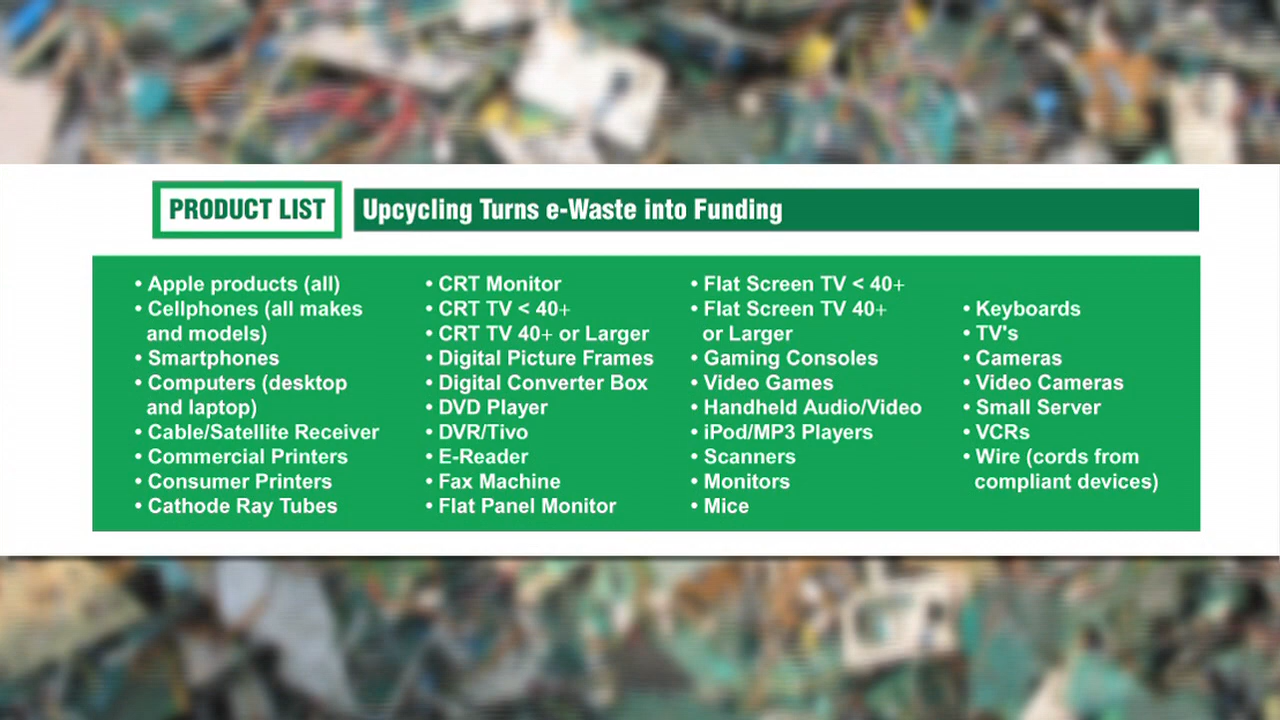 PRODUCT LIST
Upcycling Turns e-Waste into Funding
• Apple products (all)
• Cellphones (all makes
and models)
• Smartphones
• Computers (desktop
and laptop)
• Cable/Satellite Receiver
• Commercial Printers
• Consumer Printers
• Cathode Ray Tubes
• CRT Monitor
• CRT TV < 40+
• CRT TV 40+ or Larger
• Digital Picture Frames
• Digital Converter Box
• DVD Player
• DVR/Tivo
• E-Reader
• Fax Machine
• Flat Panel Monitor
• Flat Screen TV < 40+
• Flat Screen TV 40+
or Larger
• Gaming Consoles
• Video Games
• Handheld Audio/Video
• iPod/MP3 Players
• Scanners
• Monitors
• Mice
• Keyboards
• TV's
• Cameras
• Video Cameras
• Small Server
• VCRs
• Wire (cords from
compliant devices)